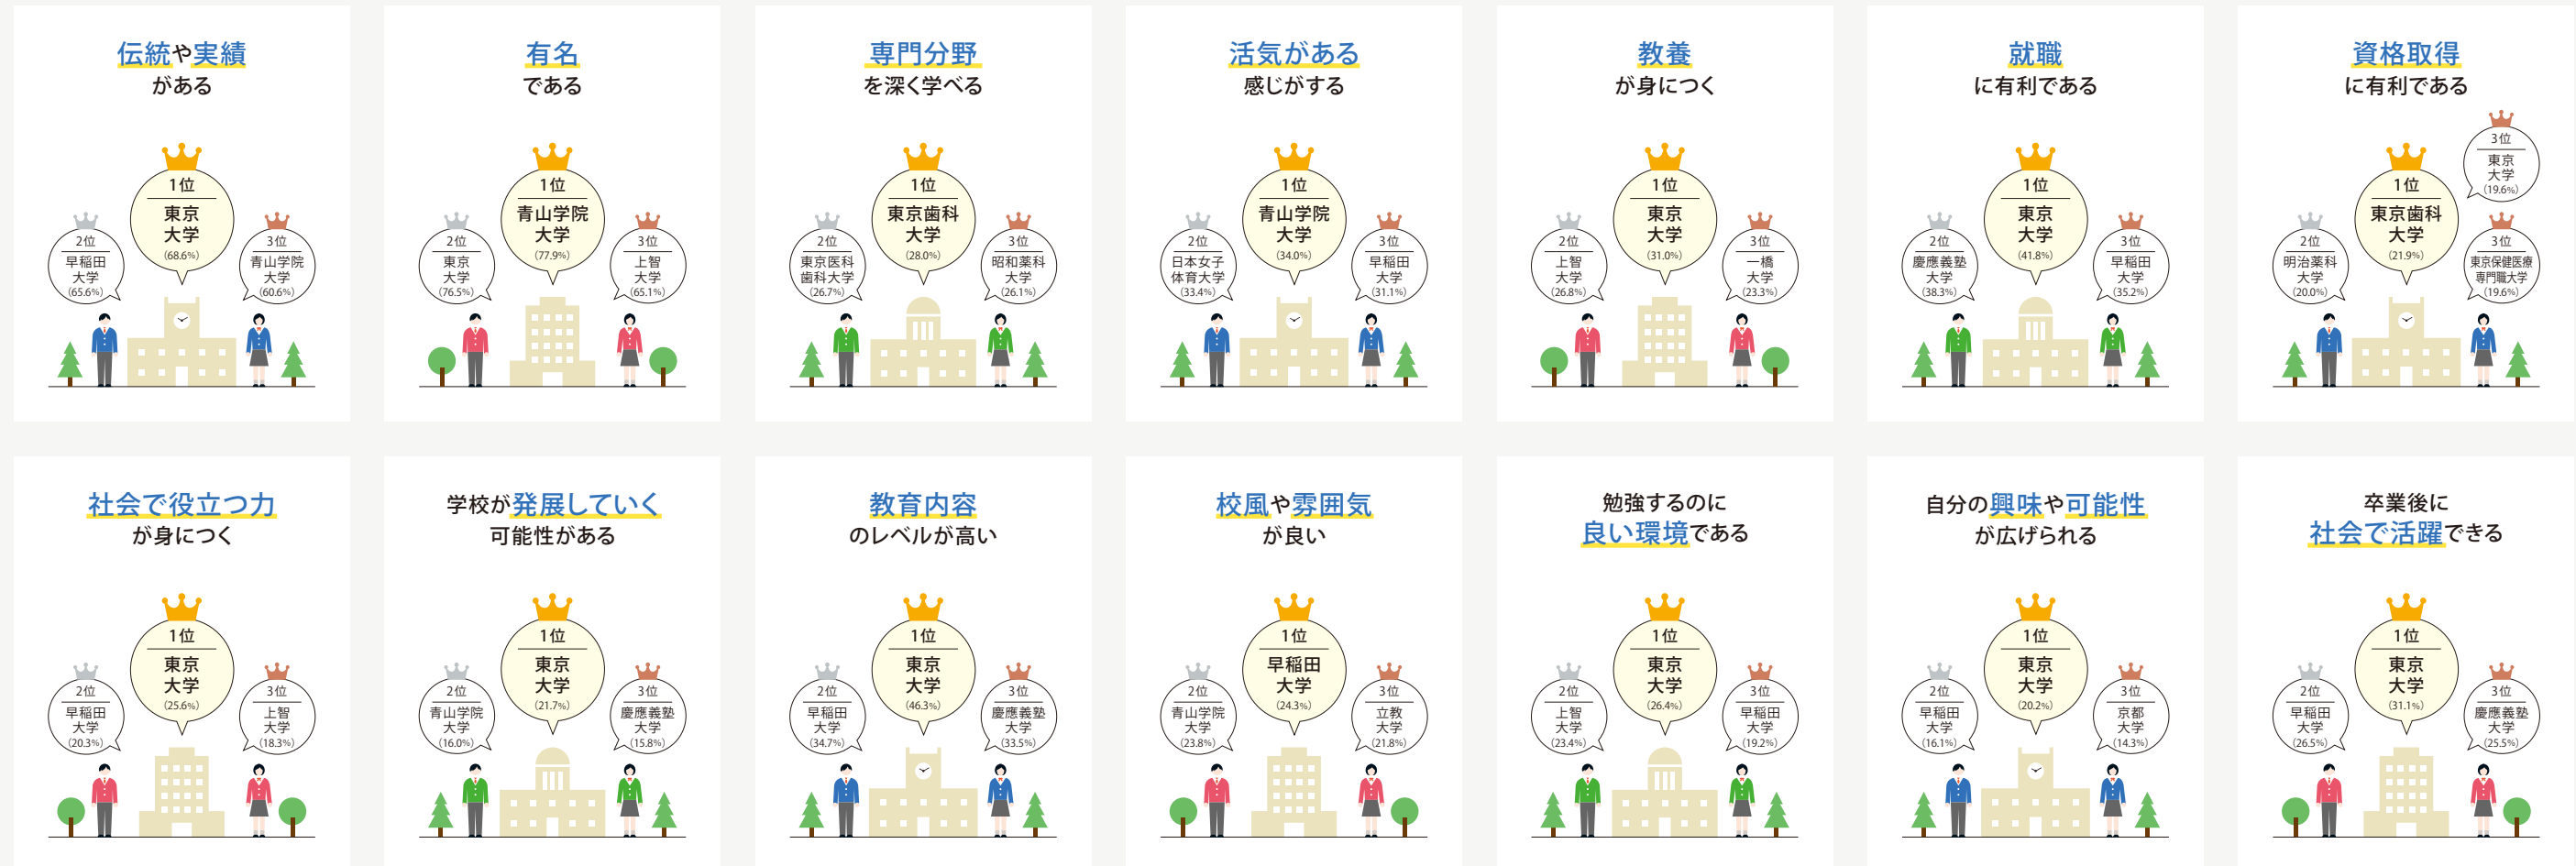 伝統や実績
がある
1位
東京
大学
(68.6%)
2位
早稲田
大学
(65.6%)
3位
青山学院
大学
(60.6%)
有名
である
1位
青山学院
大学
(77.9%)
2位
東京
大学
(76.5%)
3位
上智
大学
(65.1%)
専門分野
を深く学べる
1位
東京歯科
大学
(28.0%)
2位
東京医科
歯科大学
(26.7%)
3位
昭和薬科
大学
(26.1%)
活気がある
感じがする
1位
青山学院
大学
(34.0%)
2位
日本女子
体育大学
(33.4%)
3位
早稲田
大学
(31.1%)
教養
が身につく
1位
東京
大学
(31.0%)
2位
上智
大学
(26.8%)
3位
一橋
大学
(23.3%)
就職
に有利である
1位
東京
大学
(41.8%)
2位
慶應義塾
大学
(38.3%)
3位
早稲田
大学
(35.2%)
資格取得
に有利である
1位
東京歯科
大学
(21.9%)
2位
明治薬科
大学
(20.0%)
3位
東京
大学
(19.6%)
3位
東京保健医療
専門職大学
(19.6%)
社会で役立つ力
が身につく
1位
東京
大学
(25.6%)
2位
早稲田
大学
(20.3%)
3位
上智
大学
(18.3%)
学校が発展していく
可能性がある
1位
東京
大学
(21.7%)
2位
青山学院
大学
(16.0%)
3位
慶應義塾
大学
(15.8%)
教育内容
のレベルが高い
1位
東京
大学
(46.3%)
2位
早稲田
大学
(34.7%)
3位
慶應義塾
大学
(33.5%)
校風や雰囲気
が良い
1位
早稲田
大学
(24.3%)
2位
青山学院
大学
(23.8%)
3位
立教
大学
(21.8%)
勉強するのに
良い環境である
1位
東京
大学
(26.4%)
2位
上智
大学
(23.4%)
3位
早稲田
大学
(19.2%)
自分の興味や可能性
が広げられる
1位
東京
大学
(20.2%)
2位
早稲田
大学
(16.1%)
3位
京都
大学
(14.3%)
卒業後に
社会で活躍できる
1位
東京
大学
(31.1%)
2位
早稲田
大学
(26.5%)
3位
慶應義塾
大学
(25.5%)